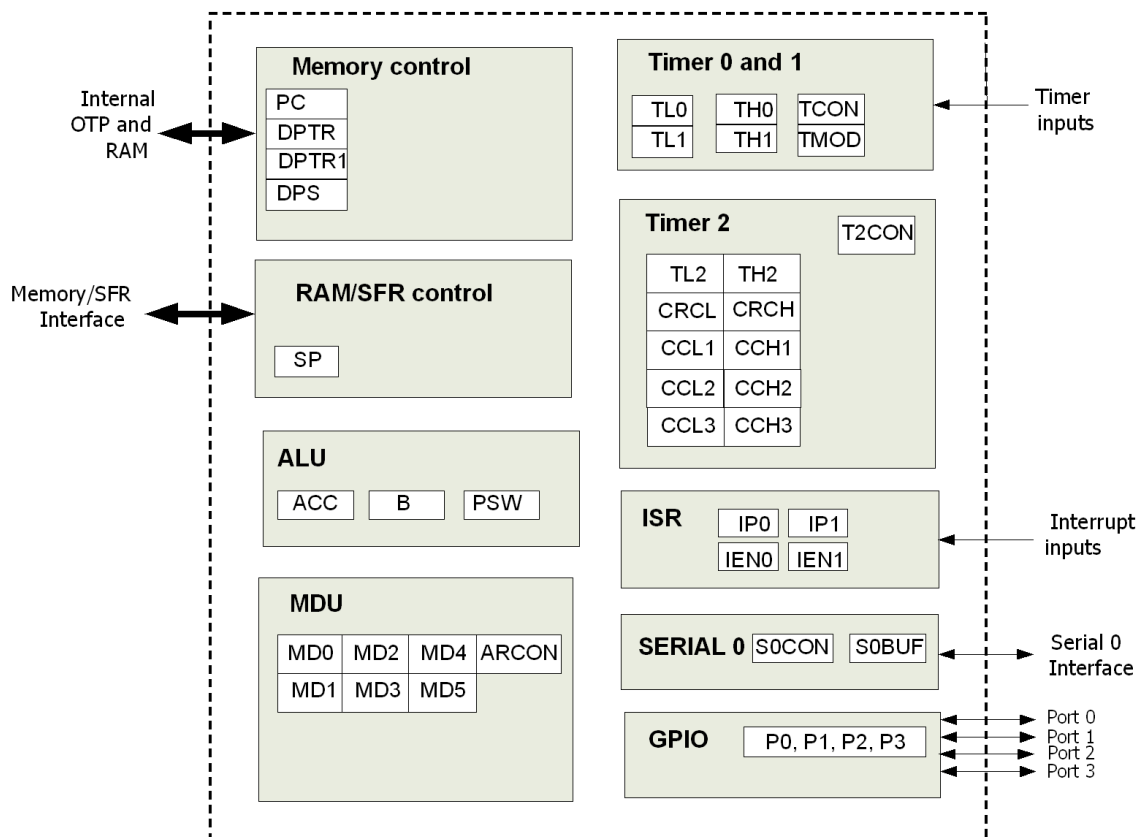 Internal
OTP and
RAM
Memory control
PC
DPTR
DPTR1
DPS
Memory/SFR
Interface
RAM/SFR control
SP
ALU
ACC B PSW
MDU
MD0 MD2 MD4 ARCON
MD1 MD3 MD5
Timer 0 and 1
TL0 TH0 TCON
TL1 TH1 TMOD
Timer
inputs
Timer 2
T2CON
TL2 TH2
CRCL CRCH
CCL1 CCH1
CCL2 CCH2
CCL3 CCH3
ISR
IP0 IP1
IEN0 IEN1
Interrupt
inputs
SERIAL 0 S0CON S0BUF
Serial 0
Interface
GPIO P0, P1, P2, P3
Port 0
Port 1
Port 2
Port 3